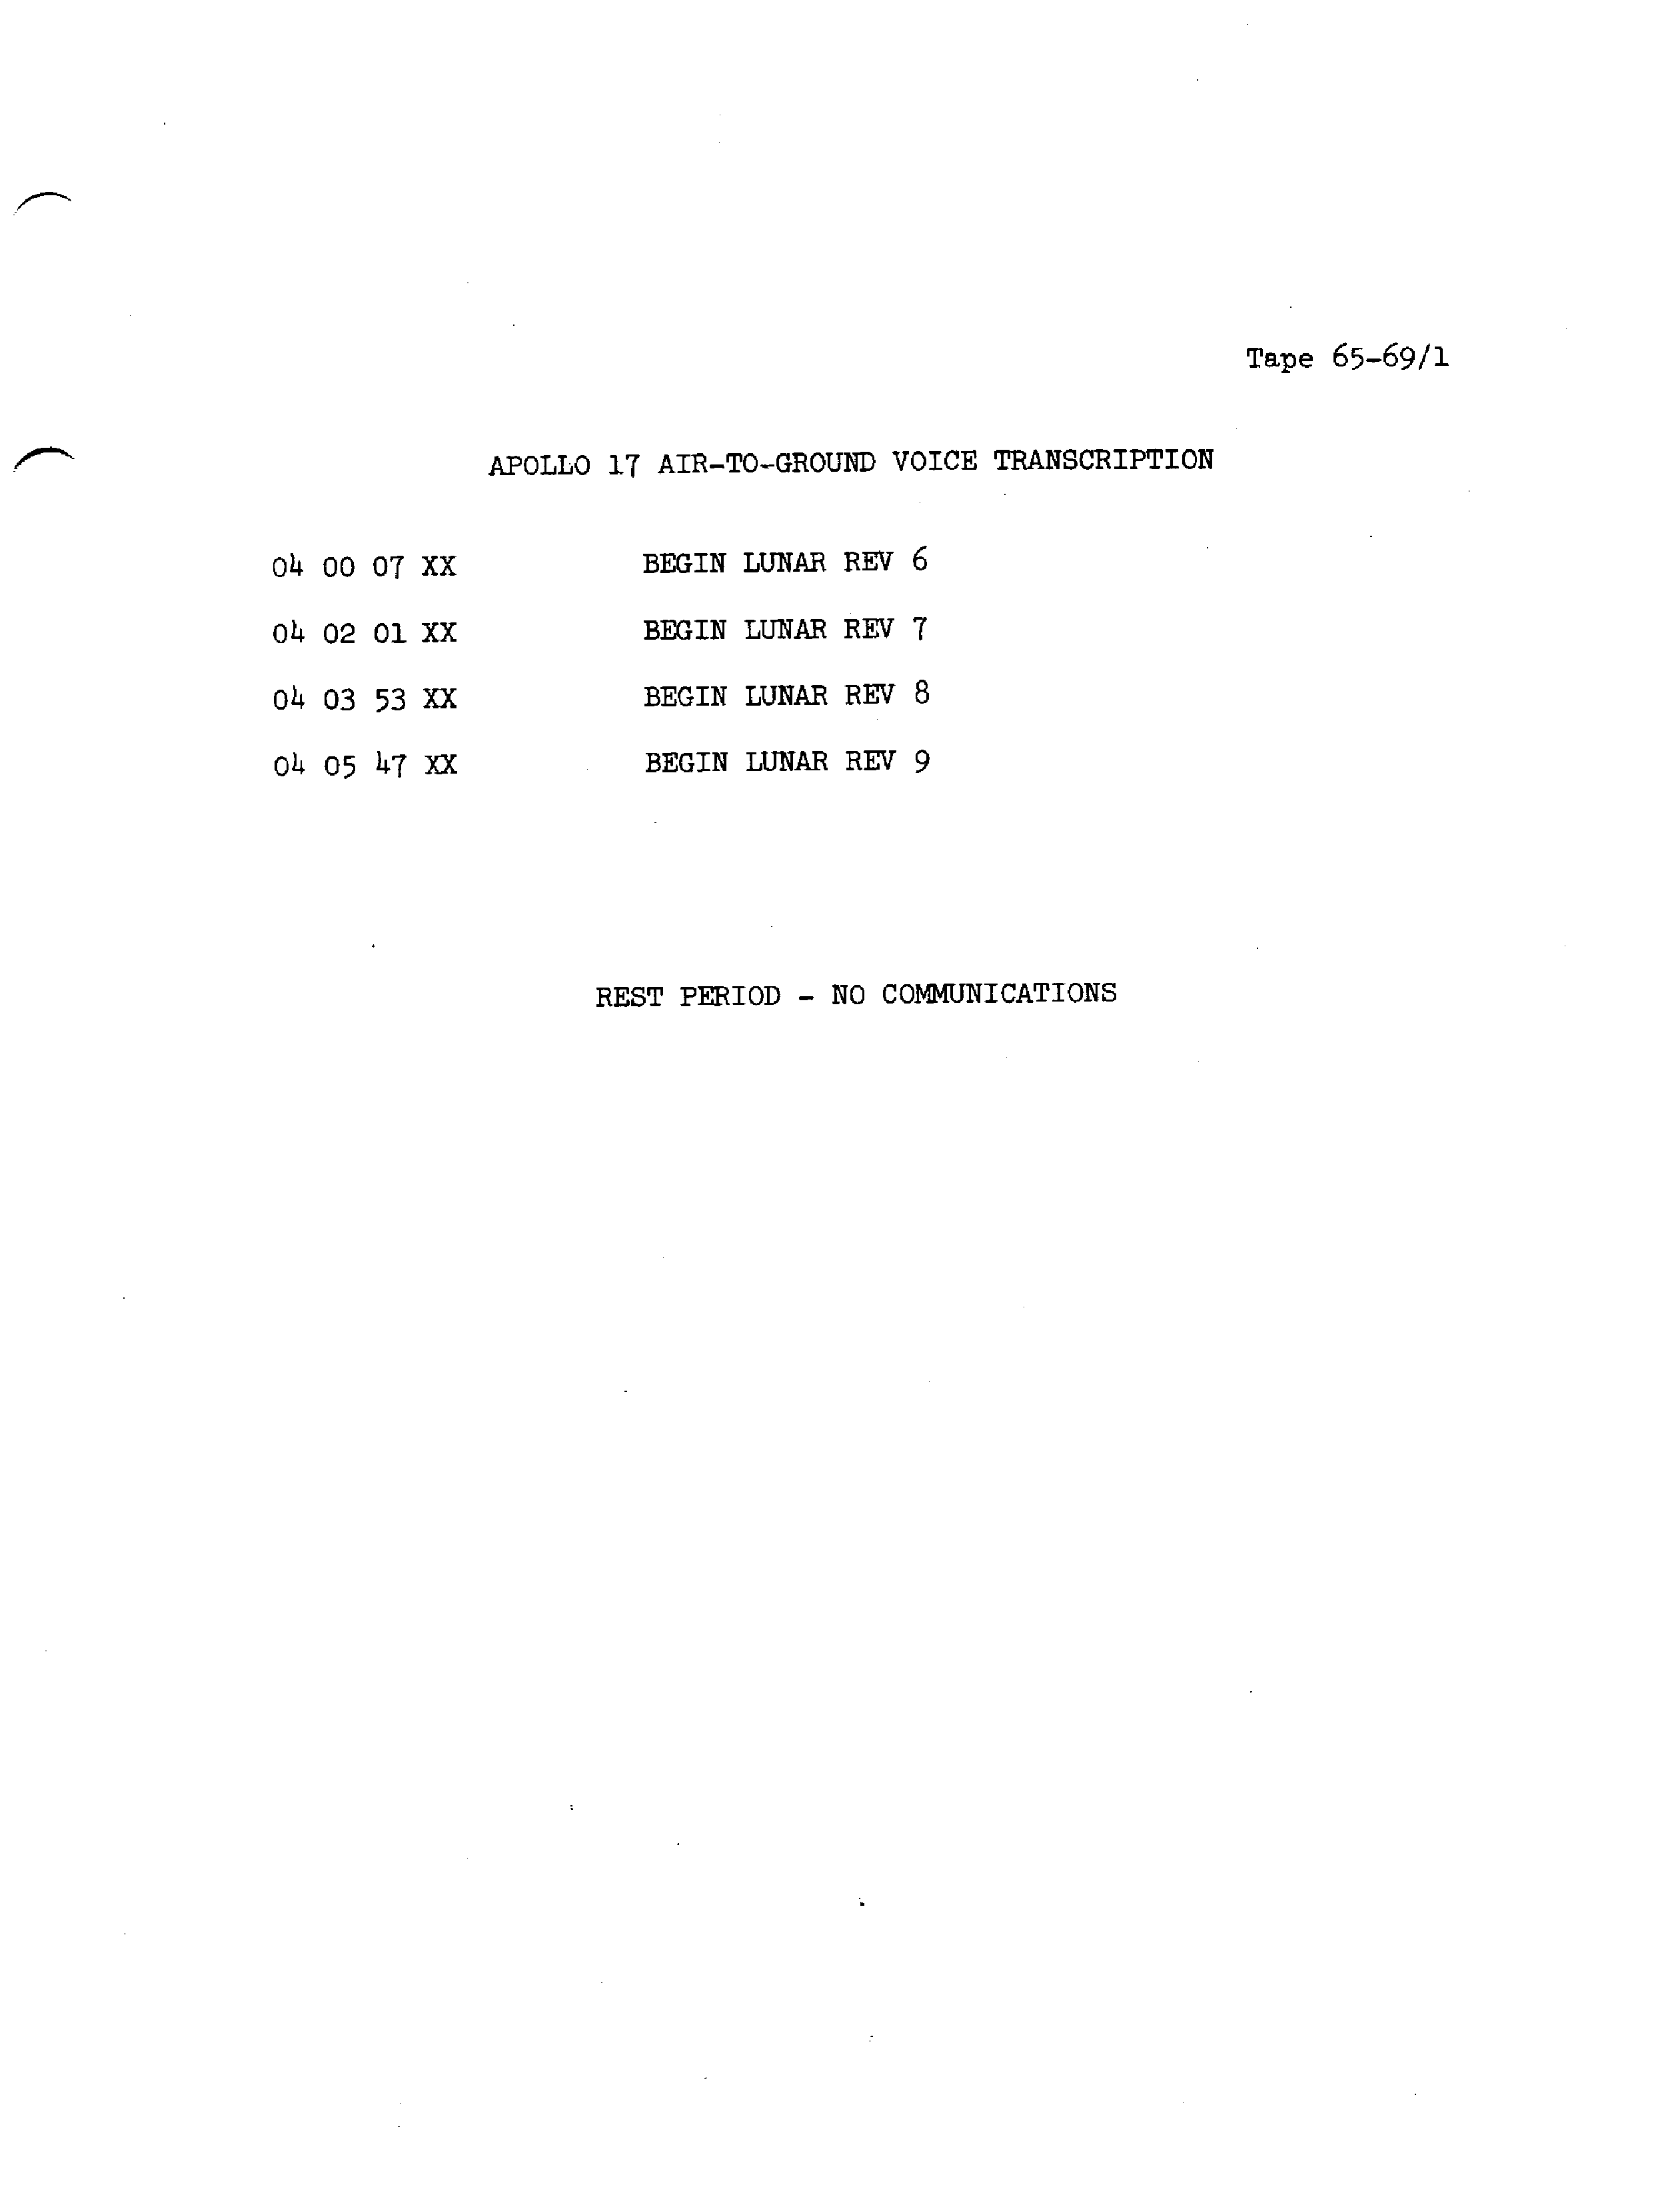 Tape 65-69/1
APOLLO 17 AIR-TO-GROUND VOICE TRANSCRIPTION
04 00 07 XX BEGIN LUNAR REV 6
04 02 01 XX BEGIN LUNAR REV 7
04 03 53 XX BEGIN LUNAR REV 8
04 05 47 XX BEGIN LUNAR REV 9
REST PERIOD - NO COMMUNICATIONS